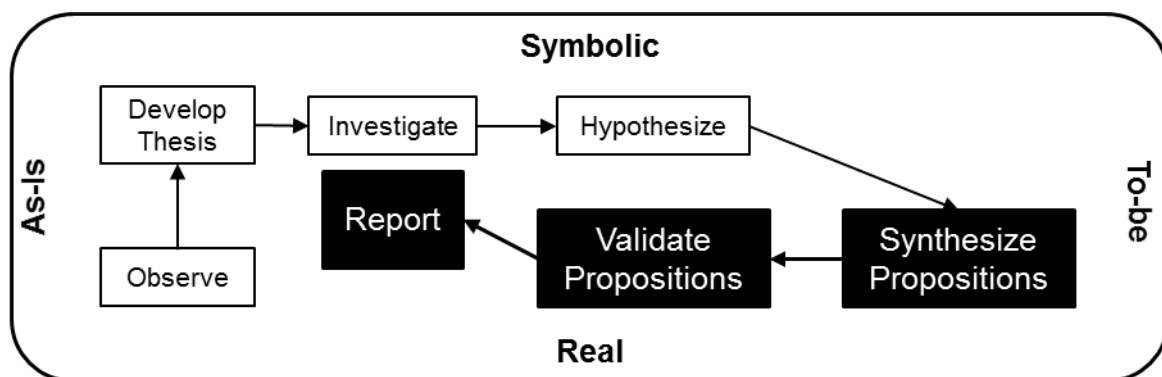 Symbolic
Develop
Thesis
Investigate
Hypothesize
As-Is
To-be
Report
Validate
Propositions
Synthesize
Propositions
Observe
Real